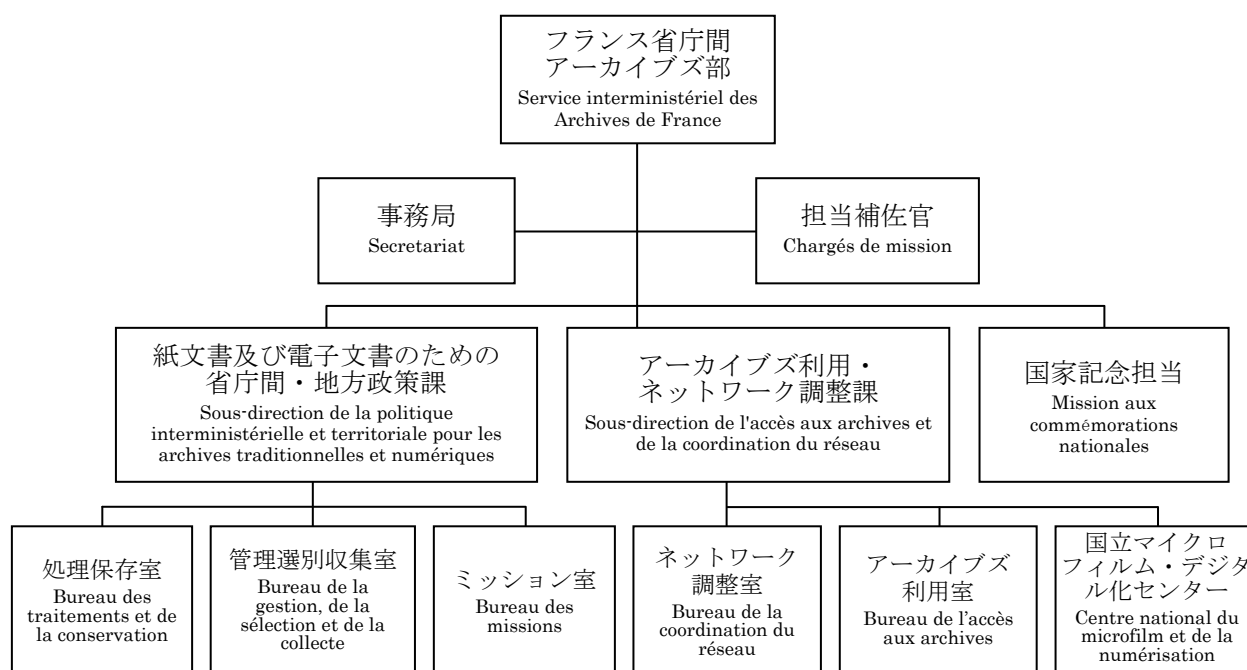 フランス省庁間
アーカイブズ部
Service interministériel des
Archives de France
事務局
Secretariat
担当補佐官
Chargés de mission
紙文書及び電子文書のための
省庁間・地方政策課
Sous-direction de la politique
interministérielle et territoriale pour les
archives traditionnelles et numériques
アーカイブズ利用・
ネットワーク調整課
Sous-direction de l'accès aux archives et
de la coordination du réseau
国家記念担当
Mission aux
commémorations
nationales
処理保存室
Bureau des
traitements et de
la conservation
管理選別収集室
Bureau de la
gestion, de la
sélection et de la
collecte
ミッション室
Bureau des
missions
ネットワーク
調整室
Bureau de la
coordination du
réseau
アーカイブズ
利用室
Bureau de l’accès
aux archives
国立マイクロ
フィルム・デジタ
ル化センター
Centre national du
microfilm et de la
numérisation